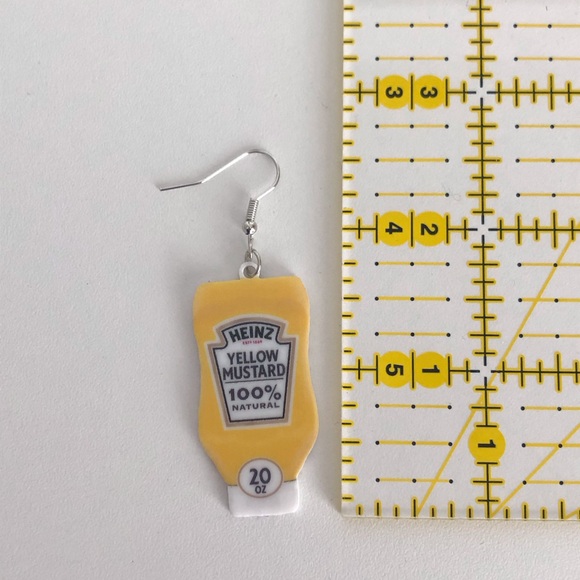 3 3
4 2
5 1
1
HEINZ
YELLOW
MUSTARD
100%
NATURAL
20
OZ